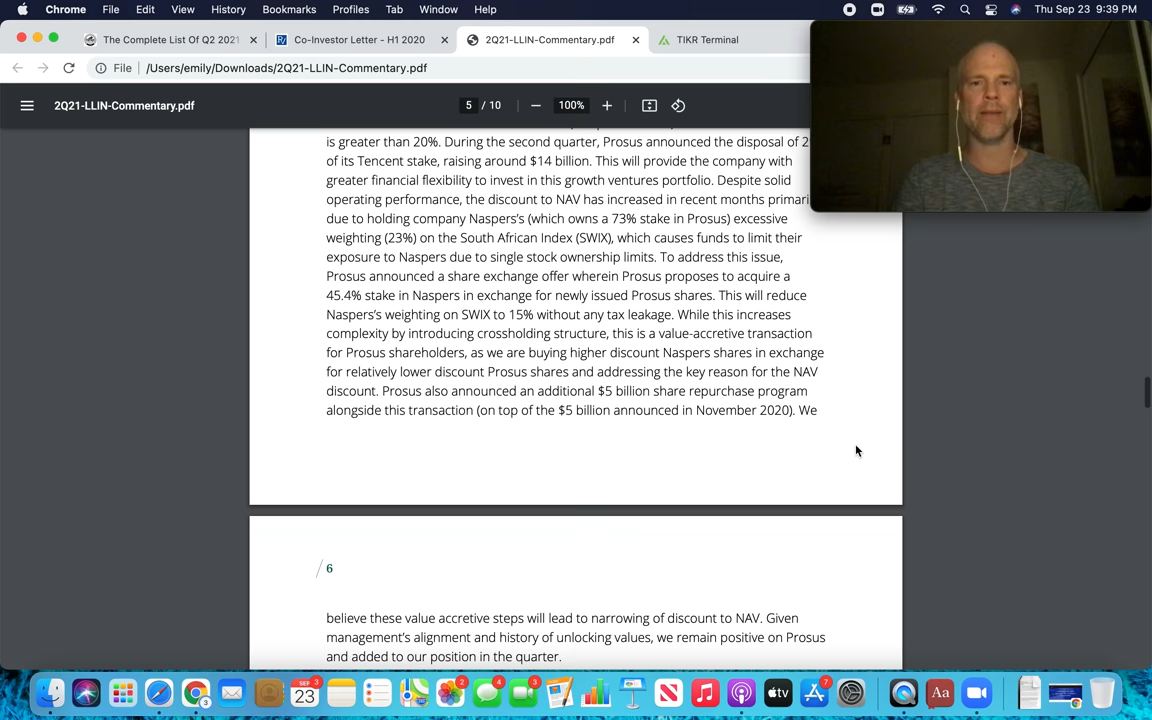 Chrome File Edit View History Bookmarks Profiles Tab Window Help Thu Sep 23 9:39 PM
The Complete List Of Q2 2021 Co-Investor Letter - H1 2020 2Q21-LLIN-Commentary.pdf TIKR Terminal
File /Users/emily/Downloads/2Q21-LLIN-Commentary.pdf
2Q21-LLIN-Commentary.pdf 5 / 10 100%
is greater than 20%. During the second quarter, Prosus announced the disposal of 2
of its Tencent stake, raising around $14 billion. This will provide the company with
greater financial flexibility to invest in this growth ventures portfolio. Despite solid
operating performance, the discount to NAV has increased in recent months primari
due to holding company Naspers's (which owns a 73% stake in Prosus) excessive
weighting (23%) on the South African Index (SWIX), which causes funds to limit their
exposure to Naspers due to single stock ownership limits. To address this issue,
Prosus announced a share exchange offer wherein Prosus proposes to acquire a
45.4% stake in Naspers in exchange for newly issued Prosus shares. This will reduce
Naspers's weighting on SWIX to 15% without any tax leakage. While this increases
complexity by introducing crossholding structure, this is a value-accretive transaction
for Prosus shareholders, as we are buying higher discount Naspers shares in exchange
for relatively lower discount Prosus shares and addressing the key reason for the NAV
discount. Prosus also announced an additional $5 billion share repurchase program
alongside this transaction (on top of the $5 billion announced in November 2020). We
/ 6
believe these value accretive steps will lead to narrowing of discount to NAV. Given
management's alignment and history of unlocking values, we remain positive on Prosus
and added to our position in the quarter.
3 SEP 3 23 2 4 3 tv 7 Aa